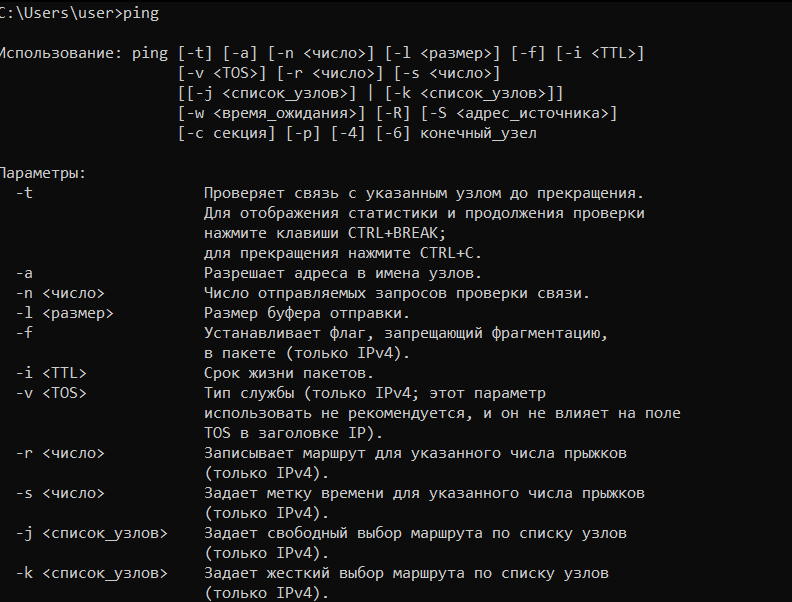 C:\Users\user>ping
Использование: ping [-t] [-a] [-n <число>] [-l <размер>] [-f] [-i <TTL>]
[-v <TOS>] [-r <число>] [-s <число>]
[[-j <список_узлов>] | [-k <список_узлов>]]
[-w <время_ожидания>] [-R] [-S <адрес_источника>]
[-c секция] [-p] [-4] [-6] конечный_узел
Параметры:
-t Проверяет связь с указанным узлом до прекращения.
Для отображения статистики и продолжения проверки
нажмите клавиши CTRL+BREAK;
для прекращения нажмите CTRL+C.
-a Разрешает адреса в имена узлов.
-n <число> Число отправляемых запросов проверки связи.
-l <размер> Размер буфера отправки.
-f Устанавливает флаг, запрещающий фрагментацию,
в пакете (только IPv4).
-i <TTL> Срок жизни пакетов.
-v <TOS> Тип службы (только IPv4; этот параметр
использовать не рекомендуется, и он не влияет на поле
TOS в заголовке IP).
-r <число> Записывает маршрут для указанного числа прыжков
(только IPv4).
-s <число> Задает метку времени для указанного числа прыжков
(только IPv4).
-j <список_узлов> Задает свободный выбор маршрута по списку узлов
(только IPv4).
-k <список_узлов> Задает жесткий выбор маршрута по списку узлов
(только IPv4).